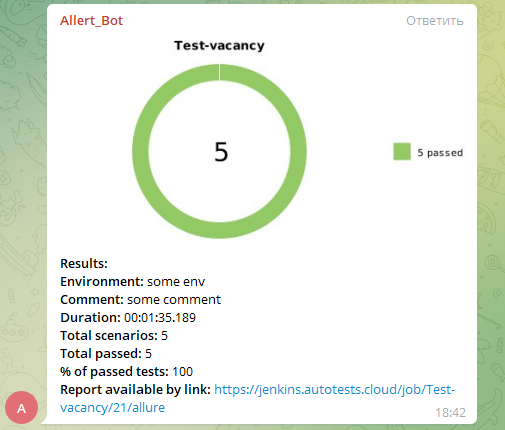 Allert_Bot Ответить
Test-vacancy
5
5 passed
Results:
Environment: some env
Comment: some comment
Duration: 00:01:35.189
Total scenarios: 5
Total passed: 5
% of passed tests: 100
Report available by link: https://jenkins.autotests.cloud/job/Test-
vacancy/21/allure
A
18:42